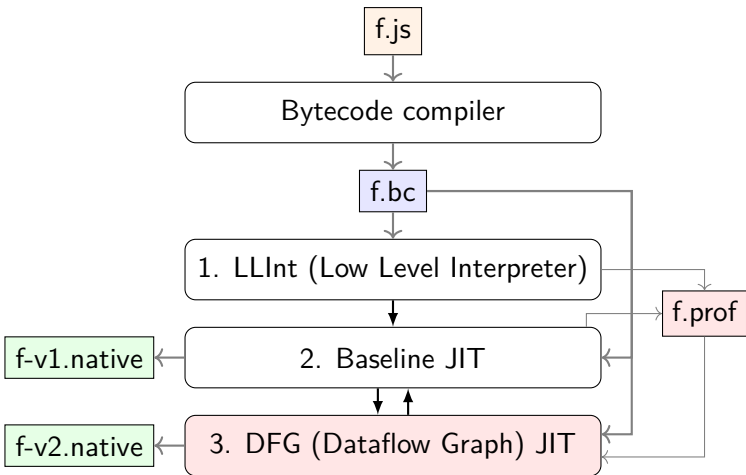 f.js
Bytecode compiler
f.bc
1. LLInt (Low Level Interpreter)
f.prof
f-v1.native
2. Baseline JIT
f-v2.native
3. DFG (Dataflow Graph) JIT